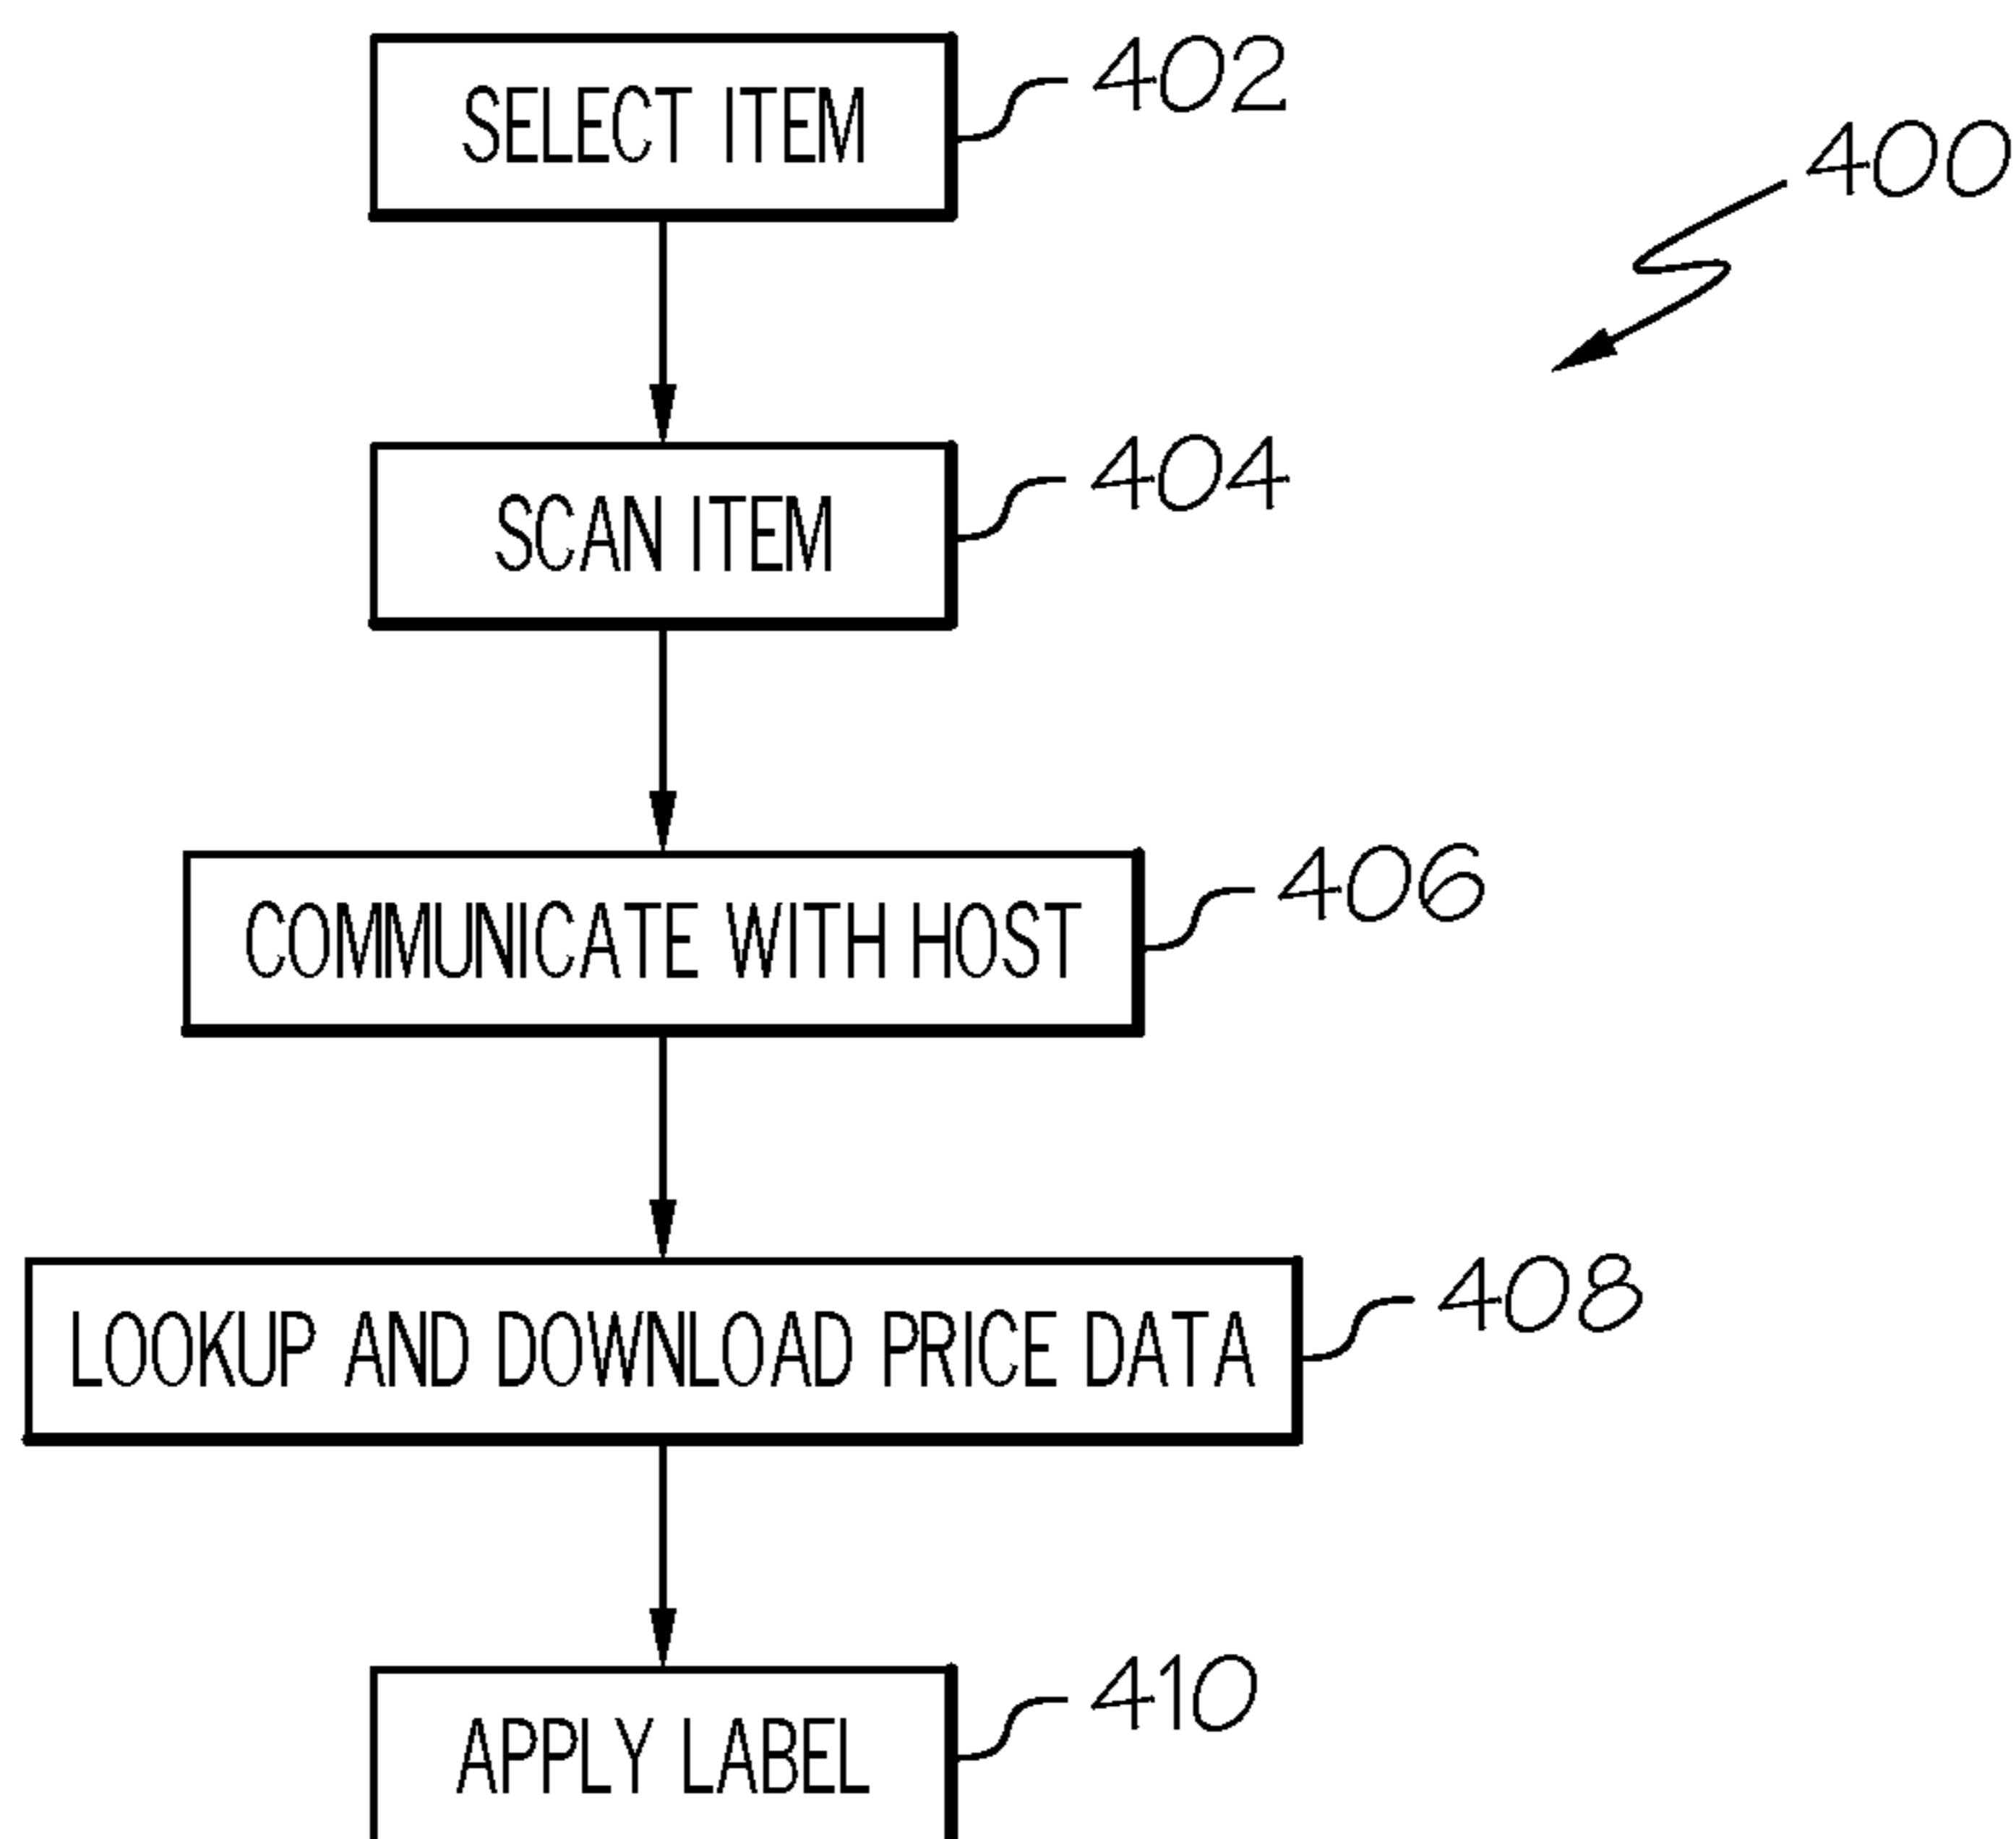 SELECT ITEM
402
400
SCAN ITEM
404
COMMUNICATE WITH HOST
406
LOOKUP AND DOWNLOAD PRICE DATA
408
APPLY LABEL
410